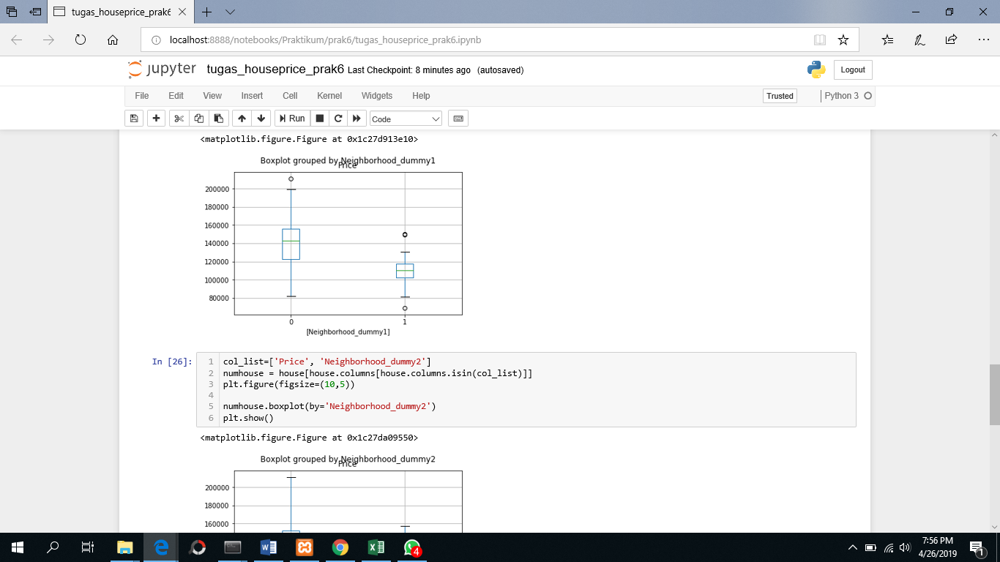 tugas_houseprice_prak6
localhost:8888/notebooks/Praktikum/prak6/tugas_houseprice_prak6.ipynb
jupyter tugas_houseprice_prak6 Last Checkpoint: 8 minutes ago (autosaved)
Logout
File Edit View Insert Cell Kernel Widgets Help
Trusted
Python 3
Run
Code
<matplotlib.figure.Figure at 0x1c27d913e10>
Boxplot grouped by Neighborhood_dummy1
Price
200000
180000
160000
140000
120000
100000
80000
0 1
[Neighborhood_dummy1]
In [26]:
1 col_list=['Price', 'Neighborhood_dummy2']
2 numhouse = house[house.columns[house.columns.isin(col_list)]]
3 plt.figure(figsize=(10,5))
4
5 numhouse.boxplot(by='Neighborhood_dummy2')
6 plt.show()
<matplotlib.figure.Figure at 0x1c27da09550>
Boxplot grouped by Neighborhood_dummy2
Price
200000
180000
160000
4
7:56 PM
4/26/2019
1